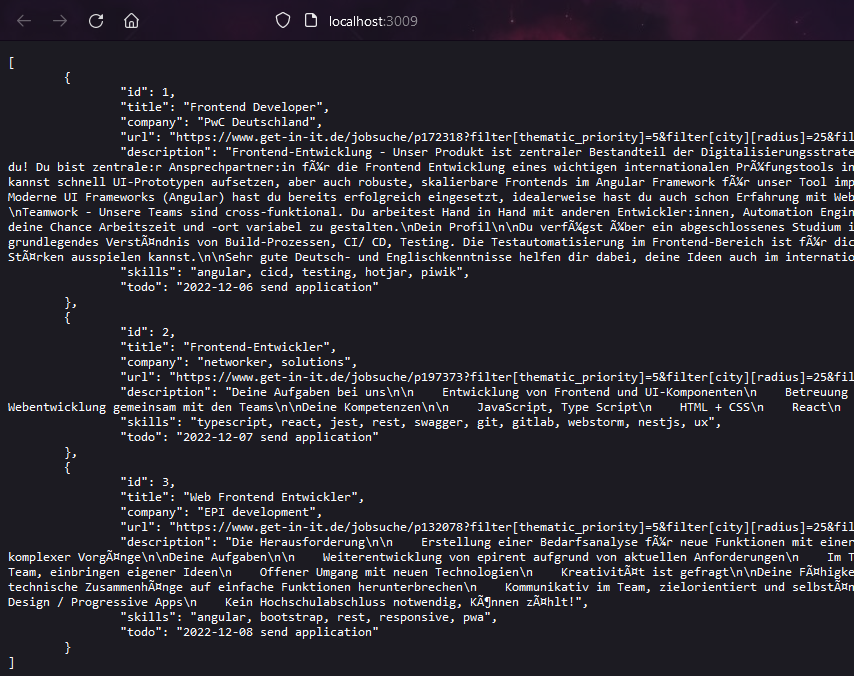 localhost:3009
[
{
"id": 1,
"title": "Frontend Developer",
"company": "PwC Deutschland",
"url": "https://www.get-in-it.de/jobsuche/p172318?filter[thematic_priority]=5&filter[city][radius]=25&fil
"description": "Frontend-Entwicklung - Unser Produkt ist zentraler Bestandteil der Digitalisierungsstrate
du! Du bist zentrale:r Ansprechpartner:in fÃ¼r die Frontend Entwicklung eines wichtigen internationalen PrÃ¼fungstools in
kannst schnell UI-Prototypen aufsetzen, aber auch robuste, skalierbare Frontends im Angular Framework fÃ¼r unser Tool imp
Moderne UI Frameworks (Angular) hast du bereits erfolgreich eingesetzt, idealerweise hast du auch schon Erfahrung mit Web
\nTeamwork - Unsere Teams sind cross-functional. Du arbeitest Hand in Hand mit anderen Entwickler:innen, Automation Engin
deine Chance Arbeitszeit und -ort variabel zu gestalten.\nDein Profil\n\nDu verfÃ¼gst Ã¼ber ein abgeschlossenes Studium i
grundlegendes VerstÃ¤ndnis von Build-Prozessen, CI/ CD, Testing. Die Testautomatisierung im Frontend-Bereich ist fÃ¼r dic
StÃ¤rken ausspielen kannst.\n\nSehr gute Deutsch- und Englischkenntnisse helfen dir dabei, deine Ideen auch im internatio
"skills": "angular, cicd, testing, hotjar, piwik",
"todo": "2022-12-06 send application"
},
{
"id": 2,
"title": "Frontend-Entwickler",
"company": "networker, solutions",
"url": "https://www.get-in-it.de/jobsuche/p197373?filter[thematic_priority]=5&filter[city][radius]=25&fil
"description": "Deine Aufgaben bei uns\n\n    Entwicklung von Frontend und UI-Komponenten\n    Betreuung
Webentwicklung gemeinsam mit den Teams\n\nDeine Kompetenzen\n\n    JavaScript, Type Script\n    HTML + CSS\n    React\n
"skills": "typescript, react, jest, rest, swagger, git, gitlab, webstorm, nestjs, ux",
"todo": "2022-12-07 send application"
},
{
"id": 3,
"title": "Web Frontend Entwickler",
"company": "EPI development",
"url": "https://www.get-in-it.de/jobsuche/p132078?filter[thematic_priority]=5&filter[city][radius]=25&fil
"description": "Die Herausforderung\n\n    Erstellung einer Bedarfsanalyse fÃ¼r neue Funktionen mit einer
komplexer VorgÃ¤nge\n\nDeine Aufgaben\n\n    Weiterentwicklung von epirent aufgrund von aktuellen Anforderungen\n    Im T
Team, einbringen eigener Ideen\n    Offener Umgang mit neuen Technologien\n    KreativitÃ¤t ist gefragt\n\nDeine FÃ¤higke
technische ZusammenhÃ¤nge auf einfache Funktionen herunterbrechen\n    Kommunikativ im Team, zielorientiert und selbstÃ¤n
Design / Progressive Apps\n    Kein Hochschulabschluss notwendig, KÃ¶nnen zÃ¤hlt!",
"skills": "angular, bootstrap, rest, responsive, pwa",
"todo": "2022-12-08 send application"
}
]